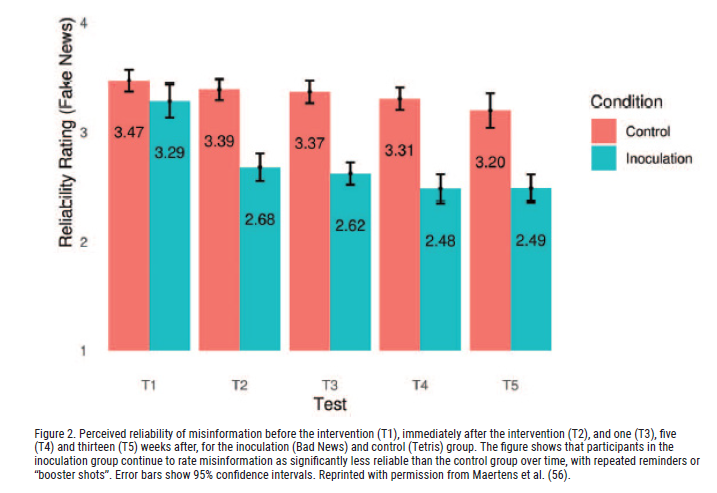 4
3
2
1
Reliability Rating (Fake News)
3.47
3.29
3.39
2.68
3.37
2.62
3.31
2.48
3.20
2.49
Condition
Control
Inoculation
T1
T2
T3
T4
T5
Test
Figure 2. Perceived reliability of misinformation before the intervention (T1), immediately after the intervention (T2), and one (T3), five
(T4) and thirteen (T5) weeks after, for the inoculation (Bad News) and control (Tetris) group. The figure shows that participants in the
inoculation group continue to rate misinformation as significantly less reliable than the control group over time, with repeated reminders or
“booster shots”. Error bars show 95% confidence intervals. Reprinted with permission from Maertens et al. (56).